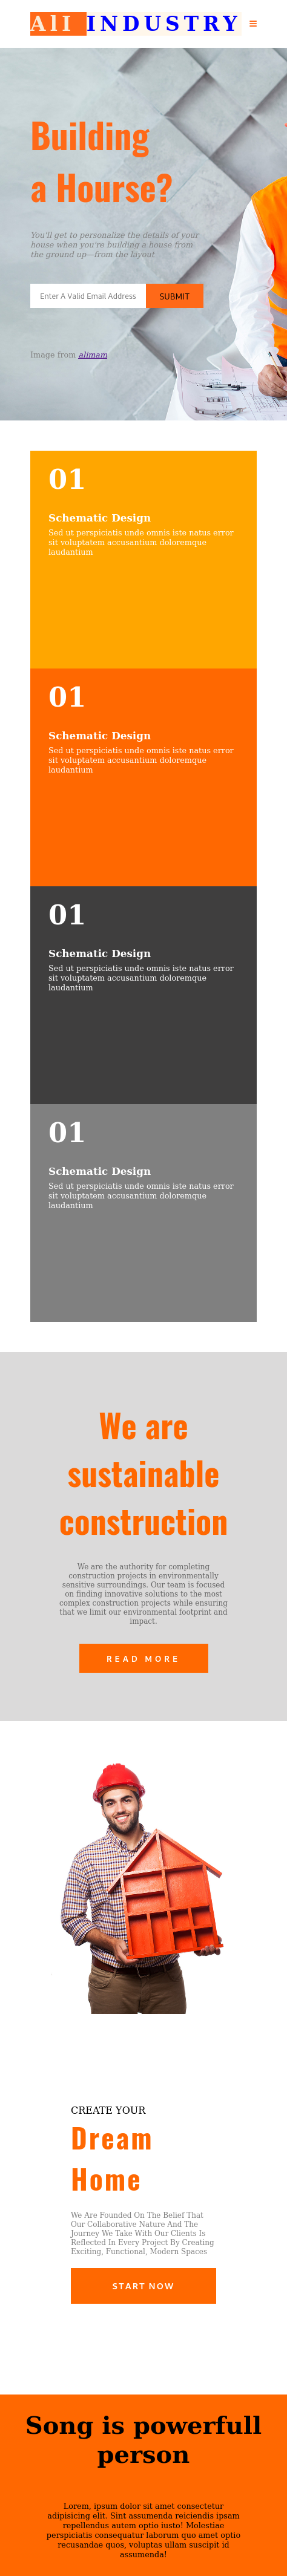 All INDUSTRY
Building
a Hourse?
You'll get to personalize the details of your
house when you're building a house from
the ground up—from the layout
Enter A Valid Email Address SUBMIT
Image from alimam
01
Schematic Design
Sed ut perspiciatis unde omnis iste natus error
sit voluptatem accusantium doloremque
laudantium
01
Schematic Design
Sed ut perspiciatis unde omnis iste natus error
sit voluptatem accusantium doloremque
laudantium
01
Schematic Design
Sed ut perspiciatis unde omnis iste natus error
sit voluptatem accusantium doloremque
laudantium
01
Schematic Design
Sed ut perspiciatis unde omnis iste natus error
sit voluptatem accusantium doloremque
laudantium
We are
sustainable
construction
We are the authority for completing
construction projects in environmentally
sensitive surroundings. Our team is focused
on finding innovative solutions to the most
complex construction projects while ensuring
that we limit our environmental footprint and
impact.
READ MORE
CREATE YOUR
Dream
Home
We Are Founded On The Belief That
Our Collaborative Nature And The
Journey We Take With Our Clients Is
Reflected In Every Project By Creating
Exciting, Functional, Modern Spaces
START NOW
Song is powerfull
person
Lorem, ipsum dolor sit amet consectetur
adipisicing elit. Sint assumenda reiciendis ipsam
repellendus autem optio iusto! Molestiae
perspiciatis consequatur laborum quo amet optio
recusandae quos, voluptas ullam suscipit id
assumenda!